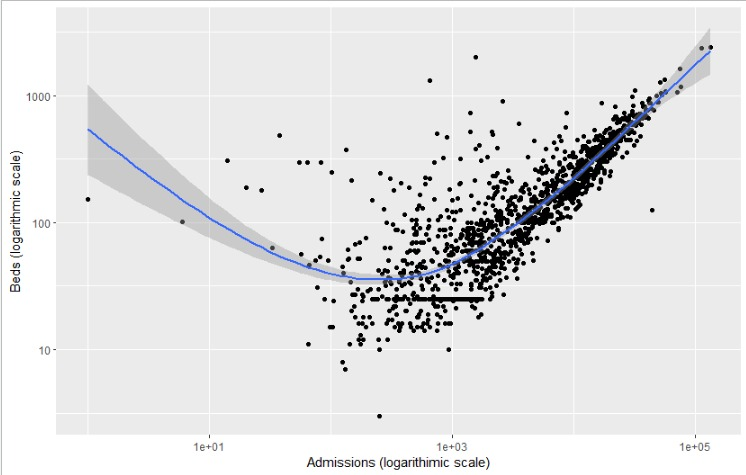 1000
100
10
Beds (logarithmic scale)
1e+01
1e+03
1e+05
Admissions (logarithimic scale)